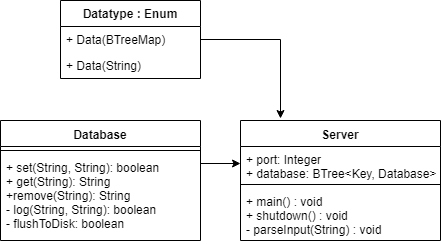 Datatype : Enum
+ Data(BTreeMap)
+ Data(String)
Database
+ set(String, String): boolean
+ get(String): String
+remove(String): String
- log(String, String): boolean
- flushToDisk: boolean
Server
+ port: Integer
+ database: BTree<Key, Database>
+ main() : void
+ shutdown() : void
- parseInput(String) : void